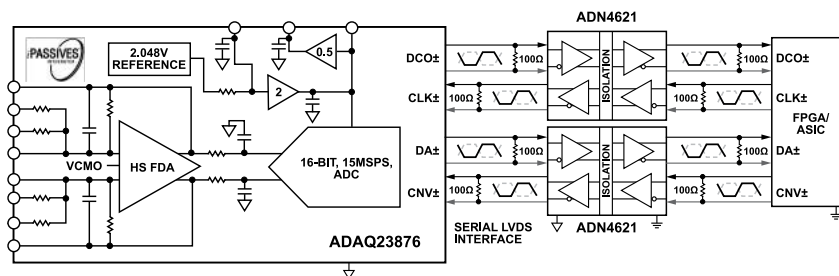 ADN4621
iPASSIVES
2.048V
REFERENCE
0.5
2
VCMO
HS FDA
16-BIT, 15MSPS,
ADC
ADAQ23876
DCO±
100Ω
ISOLATION
100Ω
DCO±
CLK±
100Ω
100Ω
CLK±
FPGA/
ASIC
DA±
100Ω
ISOLATION
100Ω
DA±
CNV±
100Ω
100Ω
CNV±
SERIAL LVDS
INTERFACE
ADN4621